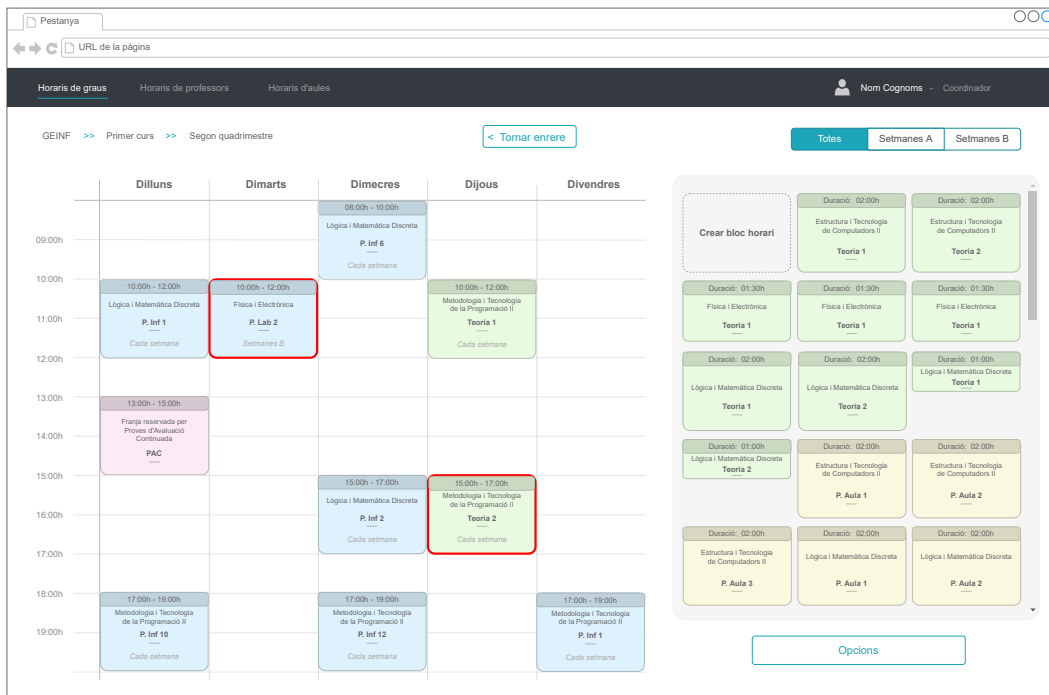 Pestanya
URL de la pàgina
Horaris de graus
Horaris de professors
Horaris d'aules
Nom Cognoms - Coordinador
GEINF >> Primer curs >> Segon quadrimestre
< Tornar enrere
Totes
Setmanes A
Setmanes B
Dilluns
Dimarts
Dimecres
Dijous
Divendres
09:00h
10:00h
11:00h
12:00h
13:00h
14:00h
15:00h
16:00h
17:00h
18:00h
19:00h
10:00h - 12:00h
Lògica i Matemàtica Discreta
P. Inf 1
Cada setmana
13:00h - 15:00h
Franja reservada per
Proves d'Avaluació
Continuada
PAC
17:00h - 19:00h
Metodologia i Tecnologia
de la Programació II
P. Inf 10
Cada setmana
10:00h - 12:00h
Física i Electrònica
P. Lab 2
Setmanes B
08:00h - 10:00h
Lògica i Matemàtica Discreta
P. Inf 6
Cada setmana
15:00h - 17:00h
Lògica i Matemàtica Discreta
P. Inf 2
Cada setmana
17:00h - 19:00h
Metodologia i Tecnologia
de la Programació II
P. Inf 12
Cada setmana
10:00h - 12:00h
Metodologia i Tecnologia
de la Programació II
Teoria 1
Cada setmana
15:00h - 17:00h
Metodologia i Tecnologia
de la Programació II
Teoria 2
Cada setmana
17:00h - 19:00h
Metodologia i Tecnologia
de la Programació II
P. Inf 1
Cada setmana
Crear bloc horari
Duració: 02:00h
Estructura i Tecnologia
de Computadors II
Teoria 1
Duració: 02:00h
Estructura i Tecnologia
de Computadors II
Teoria 2
Duració: 01:30h
Física i Electrònica
Teoria 1
Duració: 01:30h
Física i Electrònica
Teoria 1
Duració: 01:30h
Física i Electrònica
Teoria 1
Duració: 02:00h
Lògica i Matemàtica Discreta
Teoria 1
Duració: 02:00h
Lògica i Matemàtica Discreta
Teoria 2
Duració: 01:00h
Lògica i Matemàtica Discreta
Teoria 1
Duració: 01:00h
Lògica i Matemàtica Discreta
Teoria 2
Duració: 02:00h
Estructura i Tecnologia
de Computadors II
P. Aula 1
Duració: 02:00h
Estructura i Tecnologia
de Computadors II
P. Aula 2
Duració: 02:00h
Estructura i Tecnologia
de Computadors II
P. Aula 3
Duració: 02:00h
Lògica i Matemàtica Discreta
P. Aula 1
Duració: 02:00h
Lògica i Matemàtica Discreta
P. Aula 2
Opcions